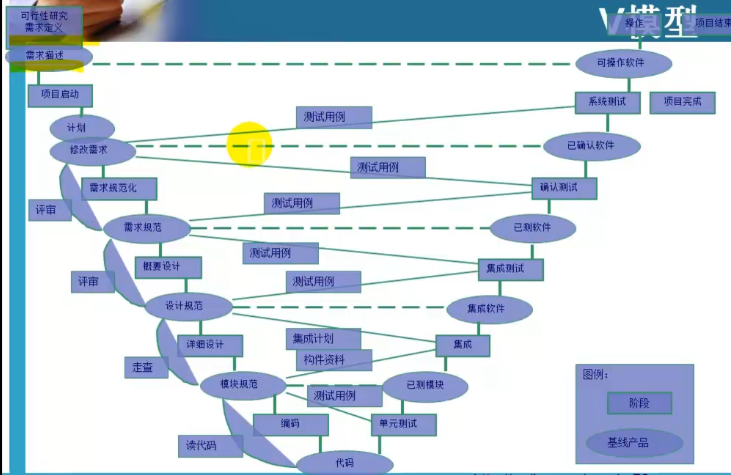 可行性研究
需求定义
V模型
操作
项目结束
需求描述
可操作软件
项目启动
系统测试
项目完成
测试用例
计划
修改需求
已确认软件
测试用例
需求规范化
确认测试
评审
测试用例
需求规范
已测软件
测试用例
概要设计
集成测试
评审
测试用例
设计规范
集成软件
详细设计
集成计划
集成
构件资料
走查
模块规范
已测模块
测试用例
图例：
阶段
编码
单元测试
读代码
基线产品
代码